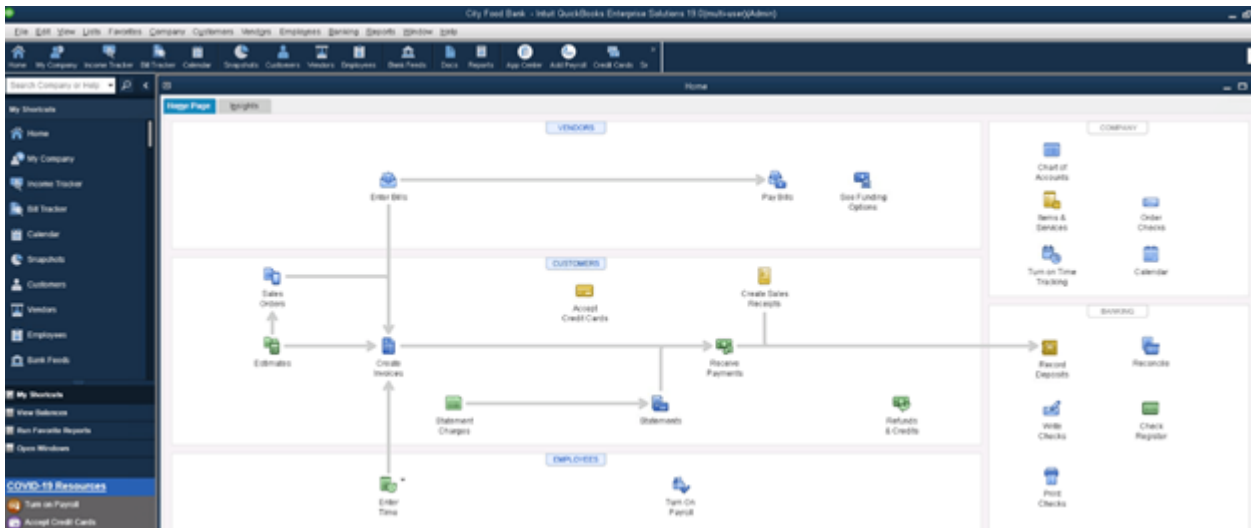 City Food Bank - Intuit QuickBooks Enterprise Solutions 19.0(multi-user)(Admin)
File Edit View Lists Favorites Company Customers Vendors Employees Banking Reports Window Help
Home My Company Income Tracker Bill Tracker Calendar Snapshots Customers Vendors Employees Bank Feeds Docs Reports App Center Add Payroll Credit Cards
Search Company or Help
Home
My Shortcuts
Home
My Company
Income Tracker
Bill Tracker
Calendar
Snapshots
Customers
Vendors
Employees
Bank Feeds
My Shortcuts
View Balances
Run Favorite Reports
Open Windows
COVID-19 Resources
Turn on Payroll
Accept Credit Cards
Home Page Insights
VENDORS
Enter Bills
Pay Bills
See Funding
Options
CUSTOMERS
Sales
Orders
Accept
Credit Cards
Create Sales
Receipts
Estimates
Create
Invoices
Receive
Payments
Statement
Charges
Statements
Refunds
& Credits
EMPLOYEES
Enter
Time
Turn On
Payroll
COMPANY
Chart of
Accounts
Items &
Services
Order
Checks
Turn on Time
Tracking
Calendar
BANKING
Record
Deposits
Reconcile
Write
Checks
Check
Register
Print
Checks